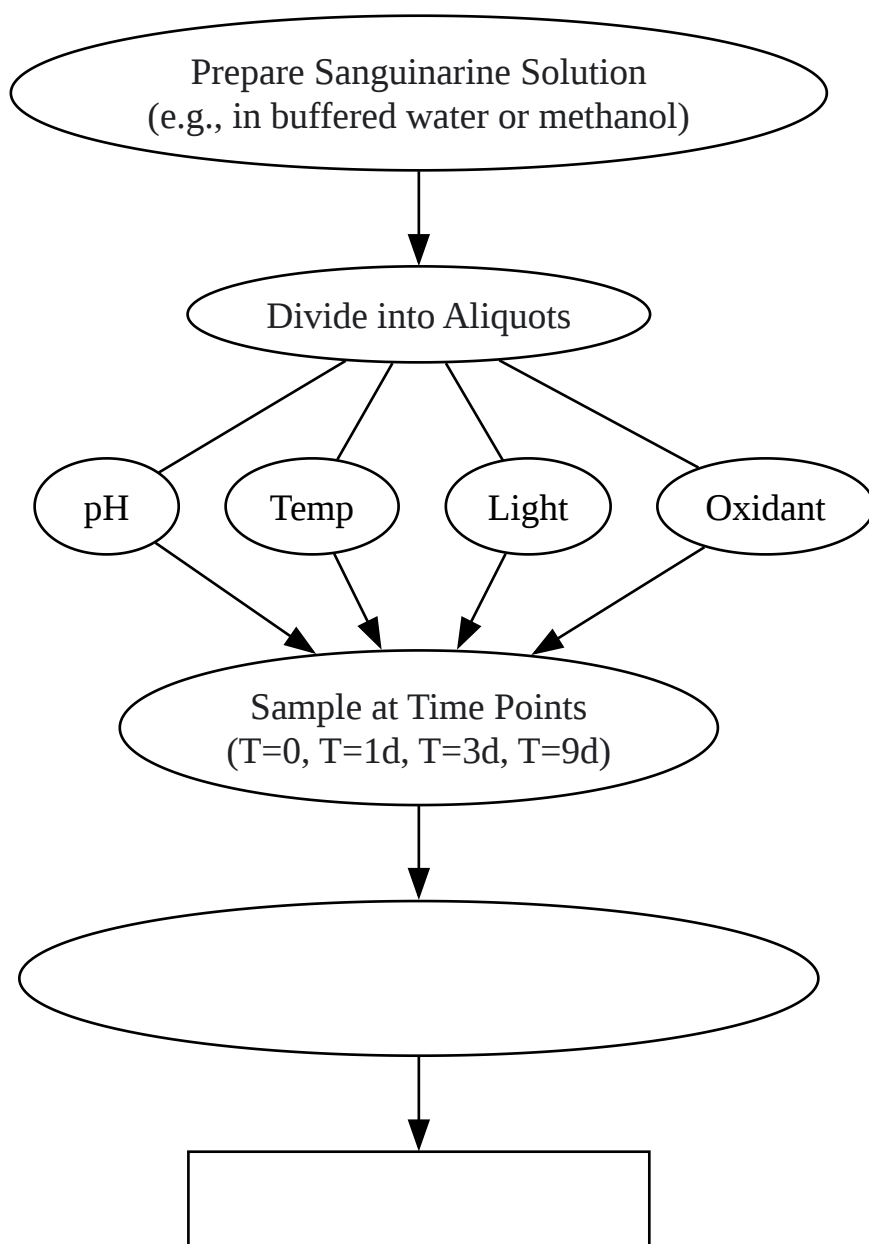 Prepare Sanguinarine Solution
(e.g., in buffered water or methanol)
Divide into Aliquots
pH
Temp
Light
Oxidant
Sample at Time Points
(T=0, T=1d, T=3d, T=9d)